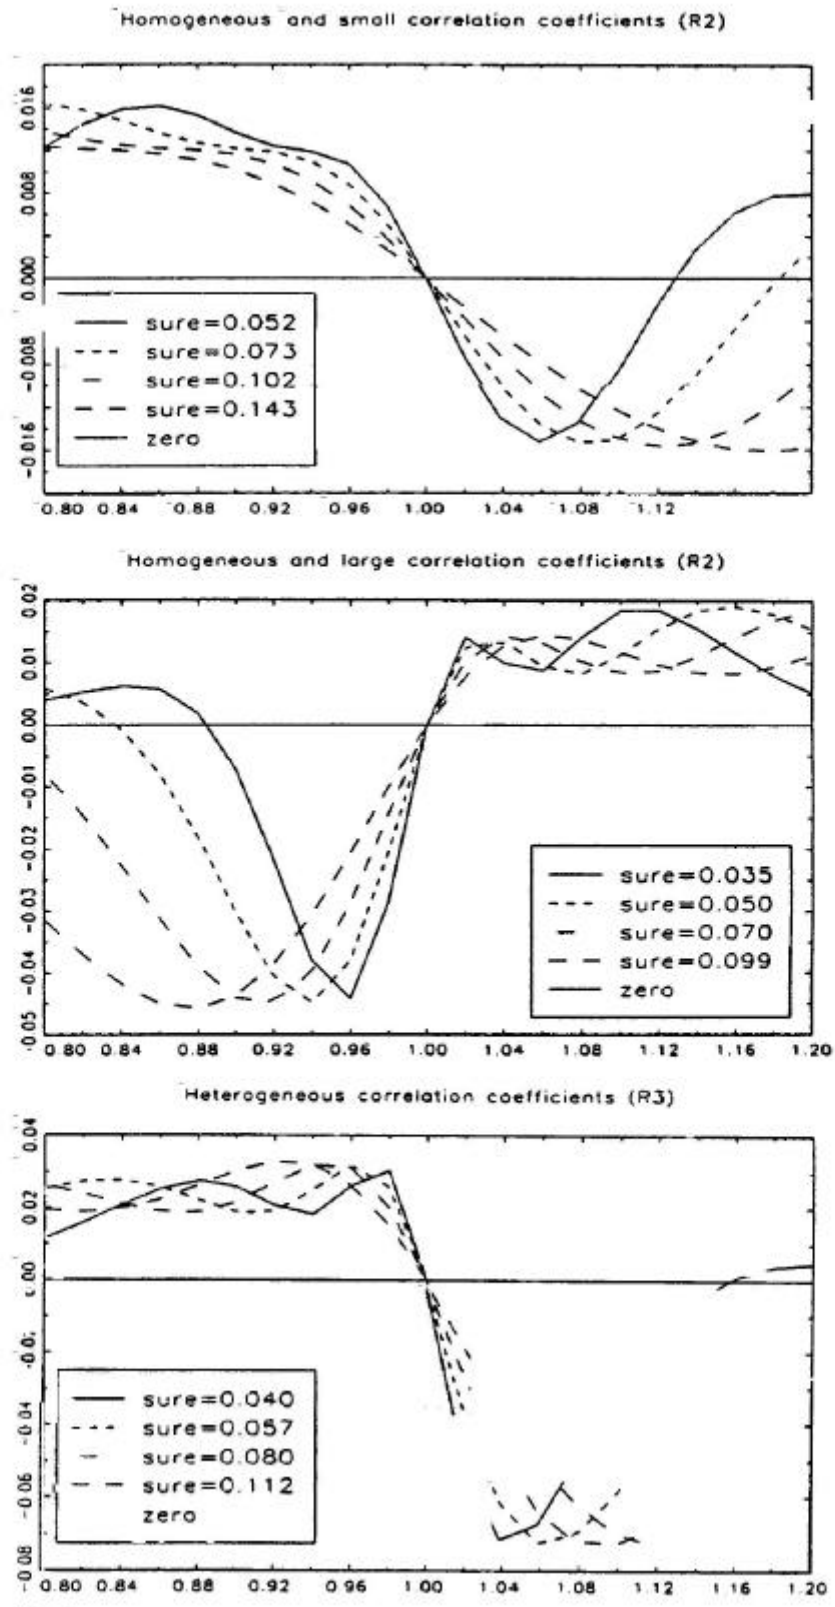 Homogeneous and small correlation coefficients (R2)
0.016
0.008
0.000
-0.008
-0.016
sure=0.052
sure=0.073
sure=0.102
sure=0.143
zero
0.80 0.84 0.88 0.92 0.96 1.00 1.04 1.08 1.12
Homogeneous and large correlation coefficients (R2)
0.02
0.01
0.00
-0.01
-0.02
-0.03
-0.04
-0.05
sure=0.035
sure=0.050
sure=0.070
sure=0.099
zero
0.80 0.84 0.88 0.92 0.96 1.00 1.04 1.08 1.12 1.16 1.20
Heterogeneous correlation coefficients (R3)
0.04
0.02
0.00
-0.04
-0.06
-0.08
sure=0.040
sure=0.057
sure=0.080
sure=0.112
zero
0.80 0.84 0.88 0.92 0.96 1.00 1.04 1.08 1.12 1.16 1.20